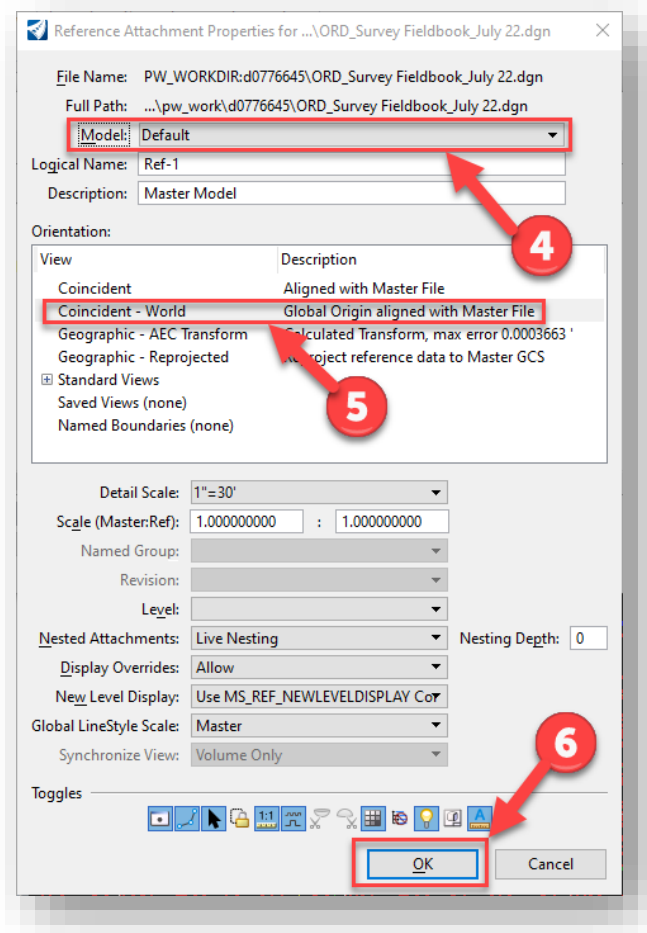 Reference Attachment Properties for ...\ORD_Survey Fieldbook_July 22.dgn
File Name: PW_WORKDIR:d0776645\ORD_Survey Fieldbook_July 22.dgn
Full Path: ...\pw_work\d0776645\ORD_Survey Fieldbook_July 22.dgn
Model: Default
Logical Name: Ref-1
Description: Master Model
4
Orientation:
View Description
Coincident Aligned with Master File
Coincident - World Global Origin aligned with Master File
Geographic - AEC Transform Transform, max error 0.0003663 '
Geographic - Reprojected reference data to Master GCS
Standard Views
Saved Views (none)
Named Boundaries (none)
5
Detail Scale: 1"=30'
Scale (Master:Ref): 1.000000000 : 1.000000000
Named Group:
Revision:
Level:
Nested Attachments: Live Nesting Nesting Depth: 0
Display Overrides: Allow
New Level Display: Use MS_REF_NEWLEVELDISPLAY
Global LineStyle Scale: Master
Synchronize View: Volume Only
6
Toggles
1:1
A
OK Cancel